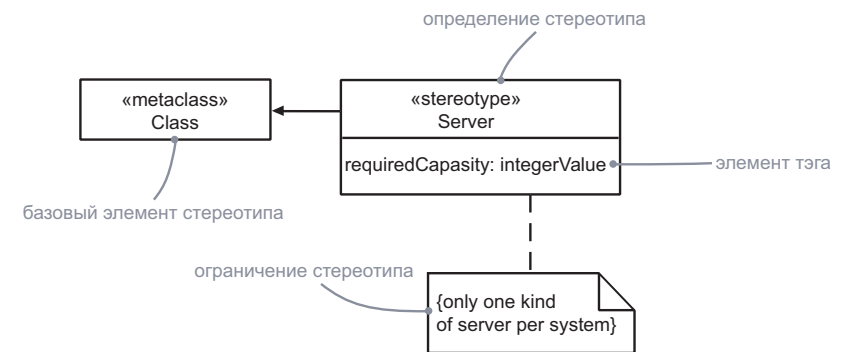 определение стереотипа
«metaclass»
Class
«stereotype»
Server
requiredCapasity: integerValue
элемент тэга
базовый элемент стереотипа
ограничение стереотипа
{only one kind
of server per system}